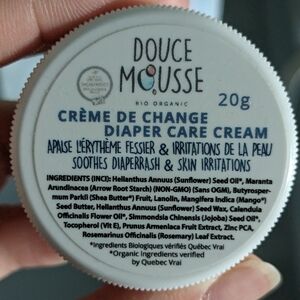 DOUCE
MOUSSE
BIO ORGANIC
20g
CRÈME DE CHANGE
DIAPER CARE CREAM
APAISE L'ÉRYTHÈME FESSIER & IRRITATIONS DE LA PEAU
SOOTHES DIAPERRASH & SKIN IRRITATIONS
INGREDIENTS (INCI): Hellanthus Annuus (Sunflower) Seed Oil*, Maranta
Arundinacea (Arrow Root Starch) (NON-GMO) (Sans OGM), Butyrosper-
mum Parkii (Shea Butter*) Fruit, Lanolin, Mangifera Indica (Mango*)
Seed Butter, Hellanthus Annuus (Sunflower) Seed Wax, Calendula
Officinalis Flower Oil*, Simmondsia Chinensis (Jojoba) Seed Oil*,
Tocopherol (Vit E), Prunus Armeniaca Fruit Extract, Zinc PCA,
Rosemarinus Officinalis (Rosemary) Leaf Extract.
*Ingrédients Biologiques vérifiés Québec Vrai
*Organic Ingredients verified
by Quebec Vrai